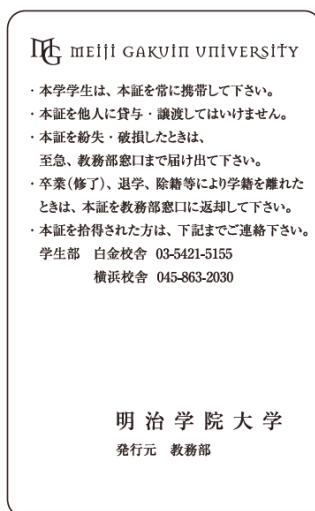 MG MEIJI GAKUIN UNIVERSITY
・本学学生は、本証を常に携帯して下さい。
・本証を他人に貸与・譲渡してはいけません。
・本証を紛失・破損したときは、
至急、教務部窓口まで届け出て下さい。
・卒業(修了)、退学、除籍等により学籍を離れた
ときは、本証を教務部窓口に返却して下さい。
・本証を拾得された方は、下記までご連絡下さい。
学生部 白金校舎 03-5421-5155
横浜校舎 045-863-2030
明治学院大学
発行元 教務部